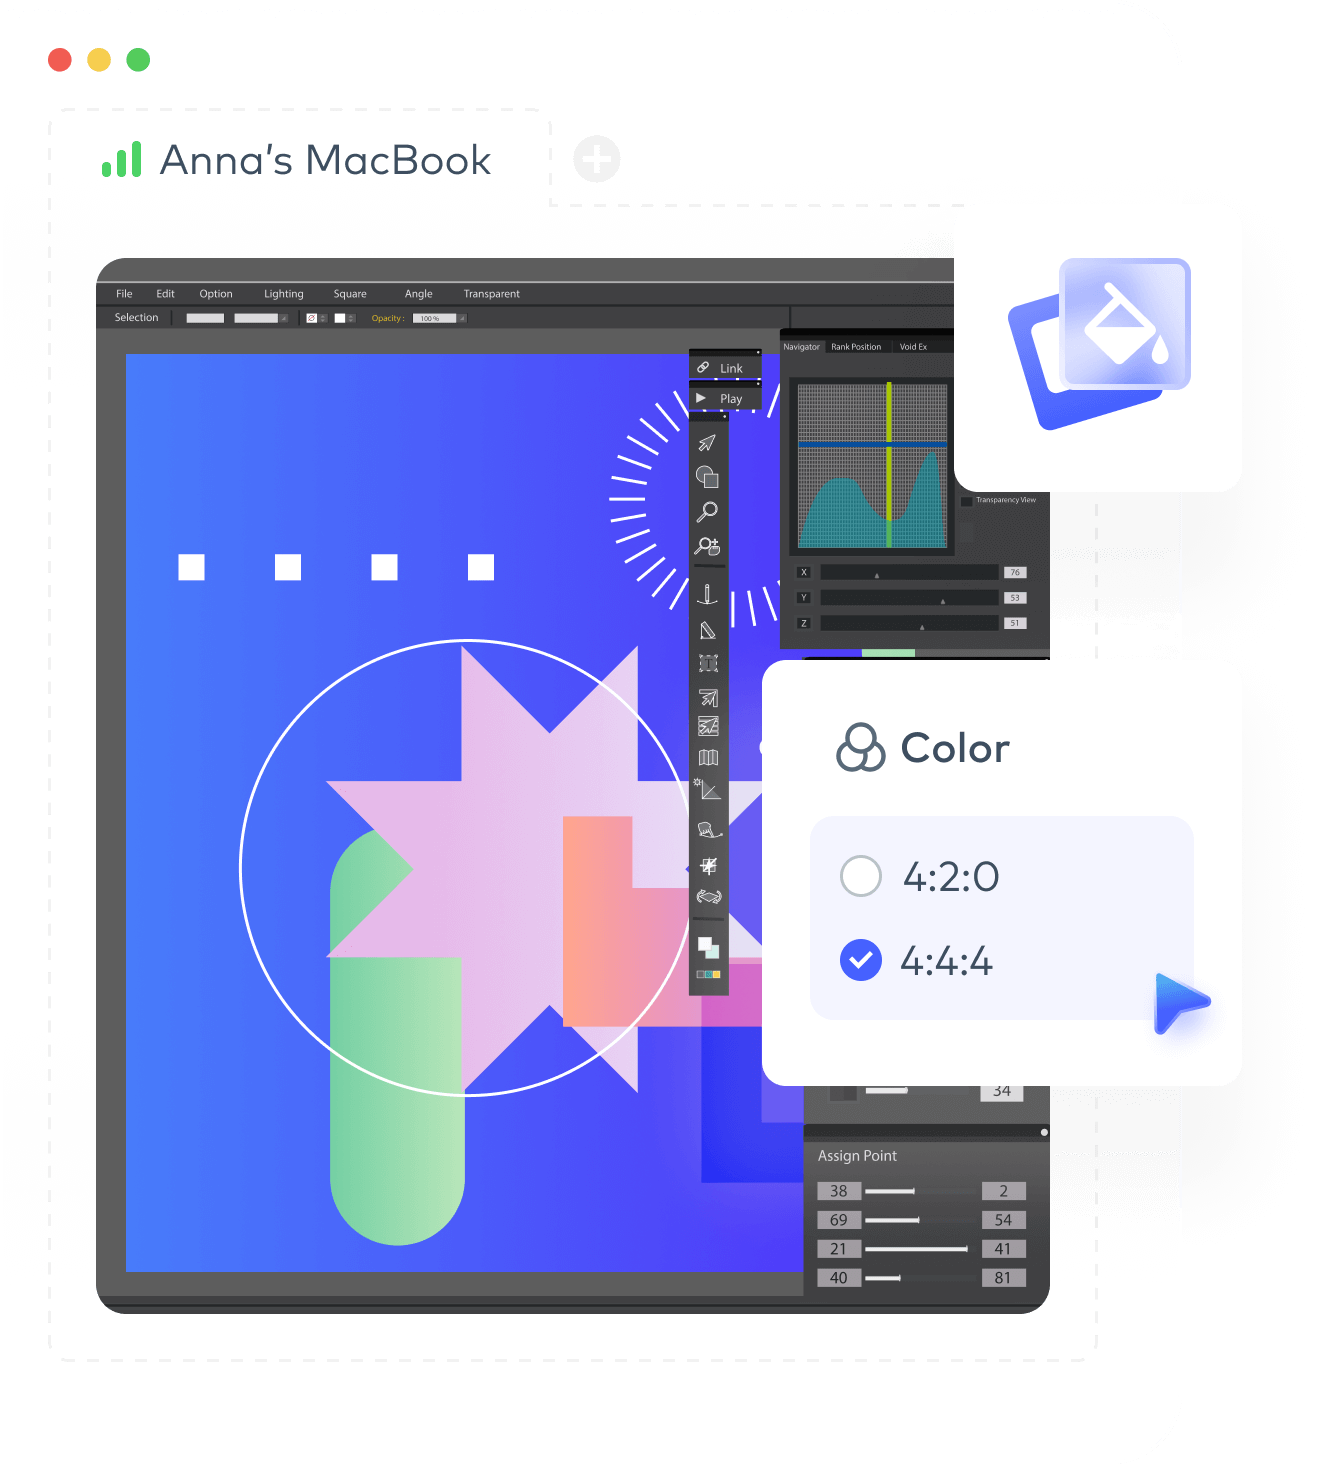 Anna's MacBook
File Edit Option Lighting Square Angle Transparent
Selection Opacity : 100 %
Navigator Rank Position Void Ex
Link
Play
Transparency View
X 76
Y 53
Z 51
Color
4:2:0
4:4:4
34
Assign Point
38 2
69 54
21 41
40 81